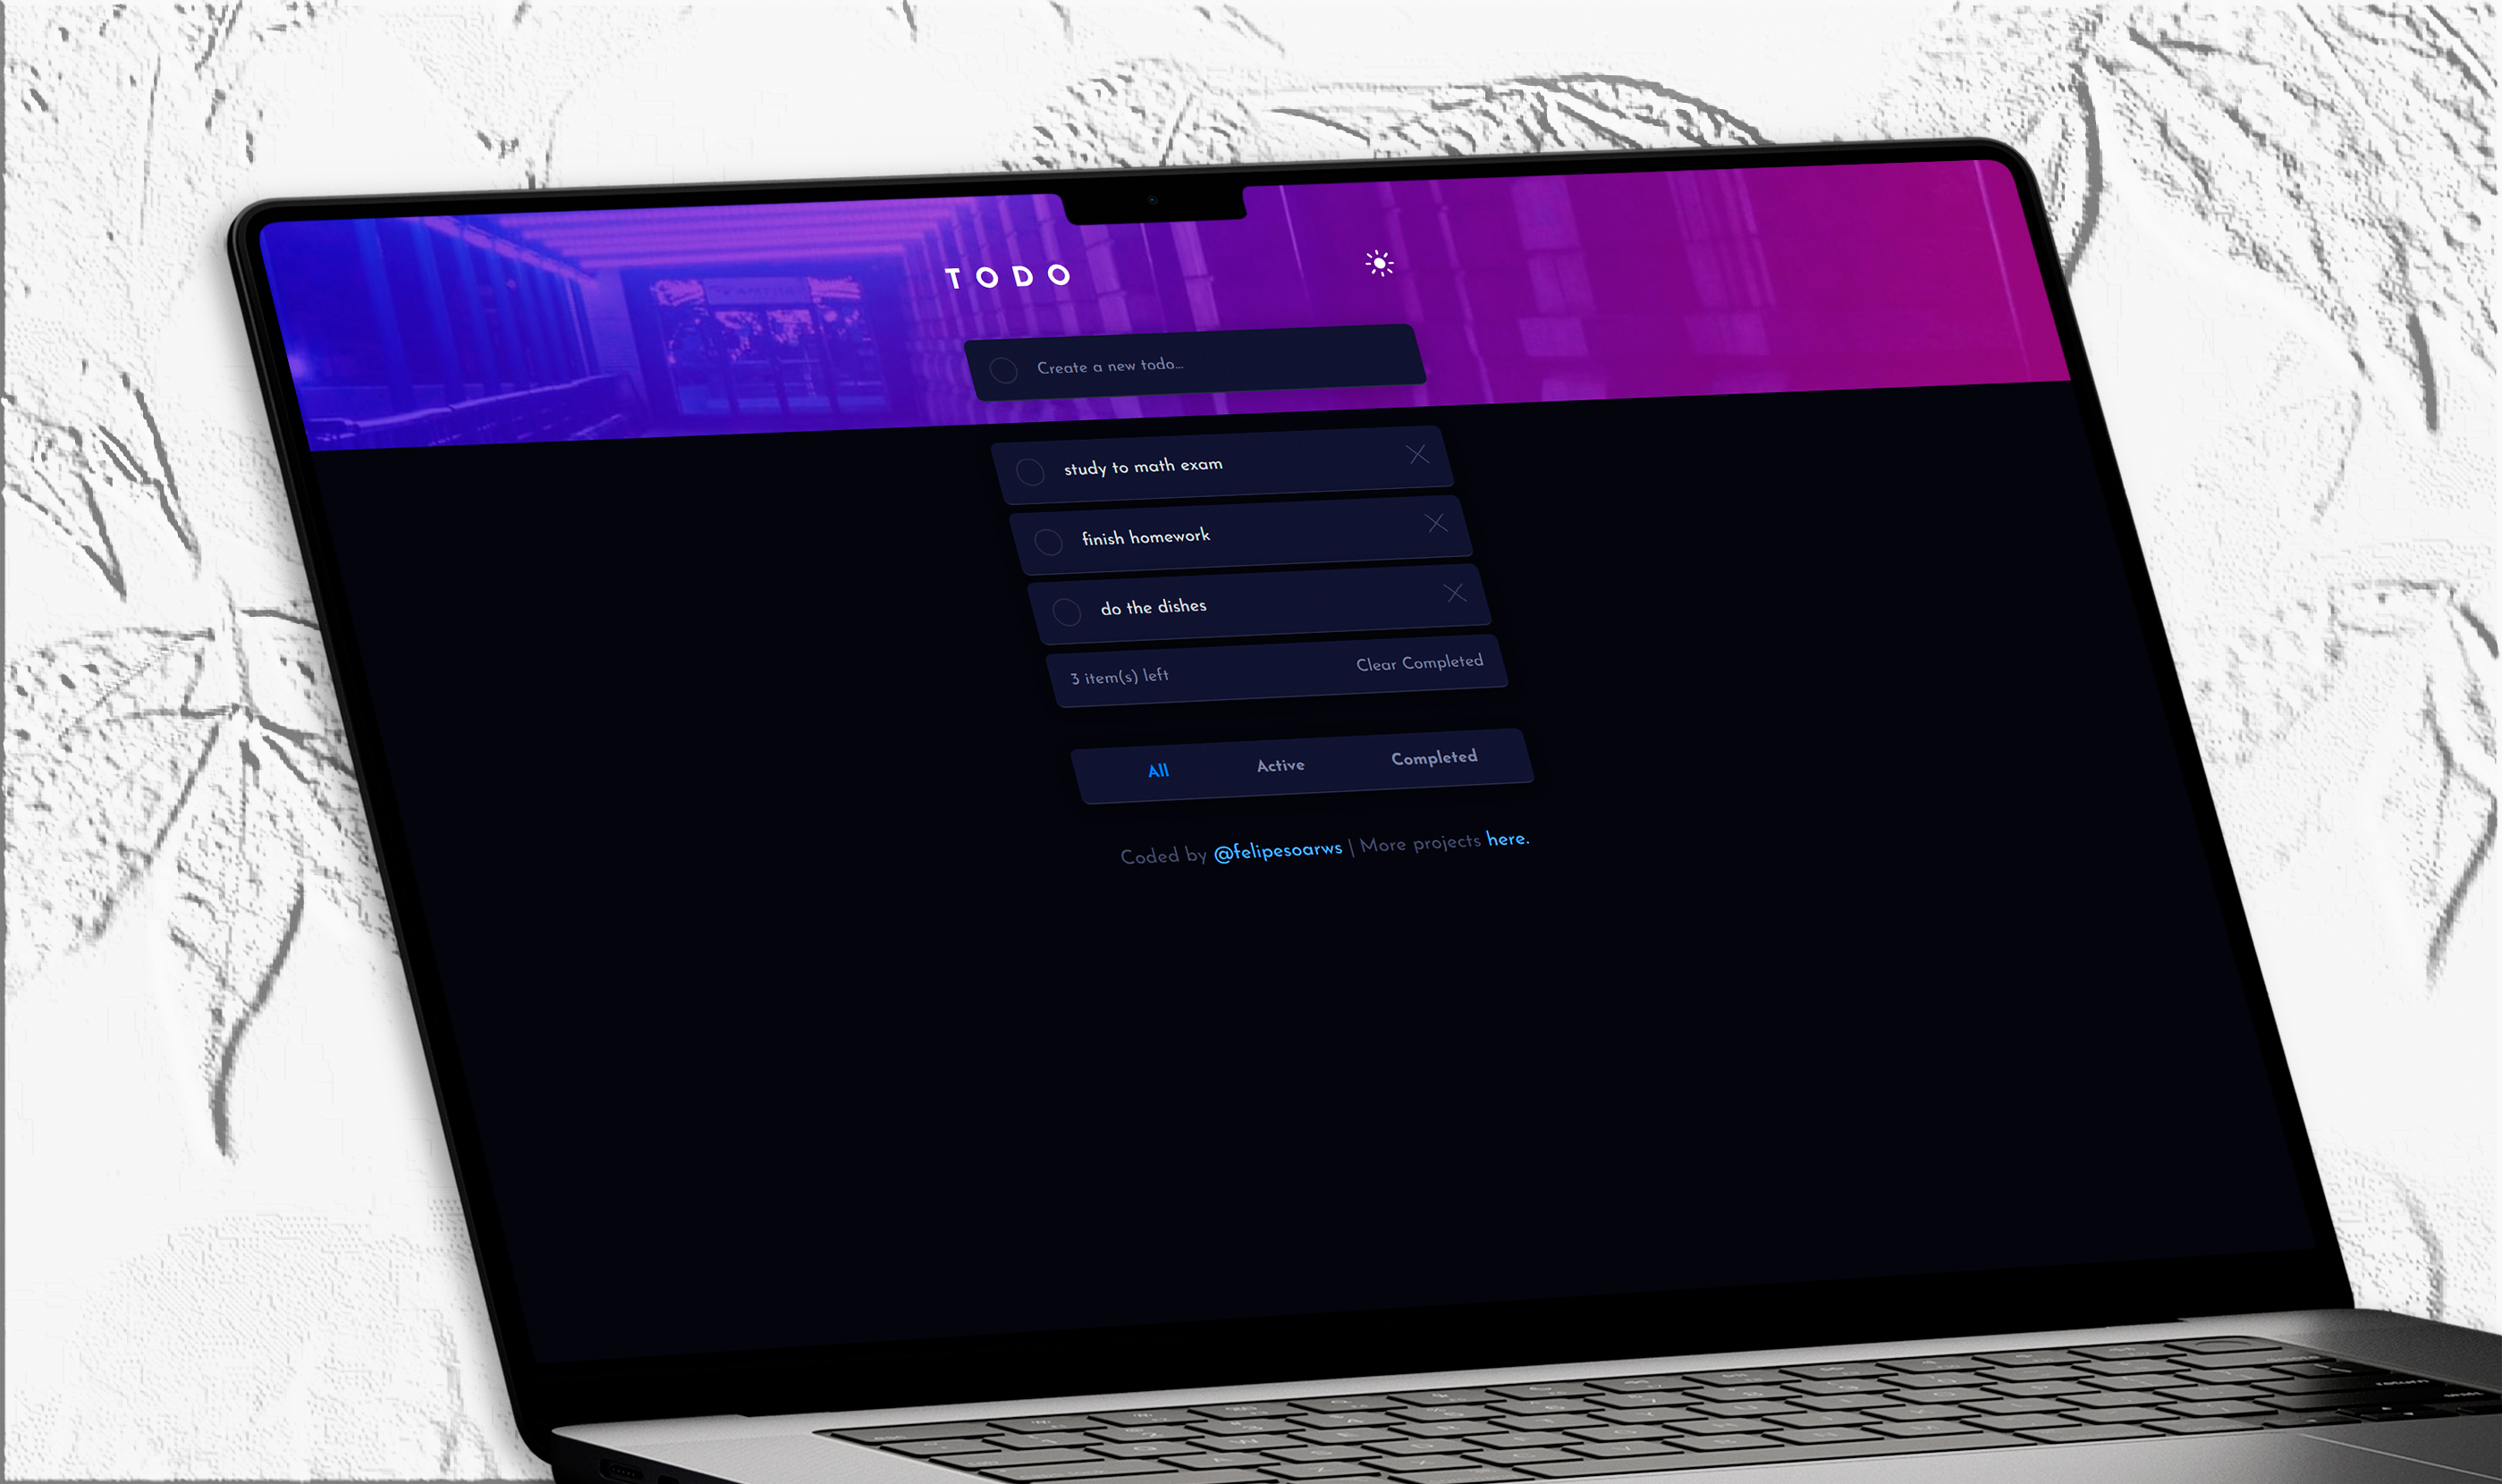 TODO
Create a new todo...
study to math exam
finish homework
do the dishes
3 item(s) left Clear Completed
All Active Completed
Coded by @felipesoarws | More projects here.